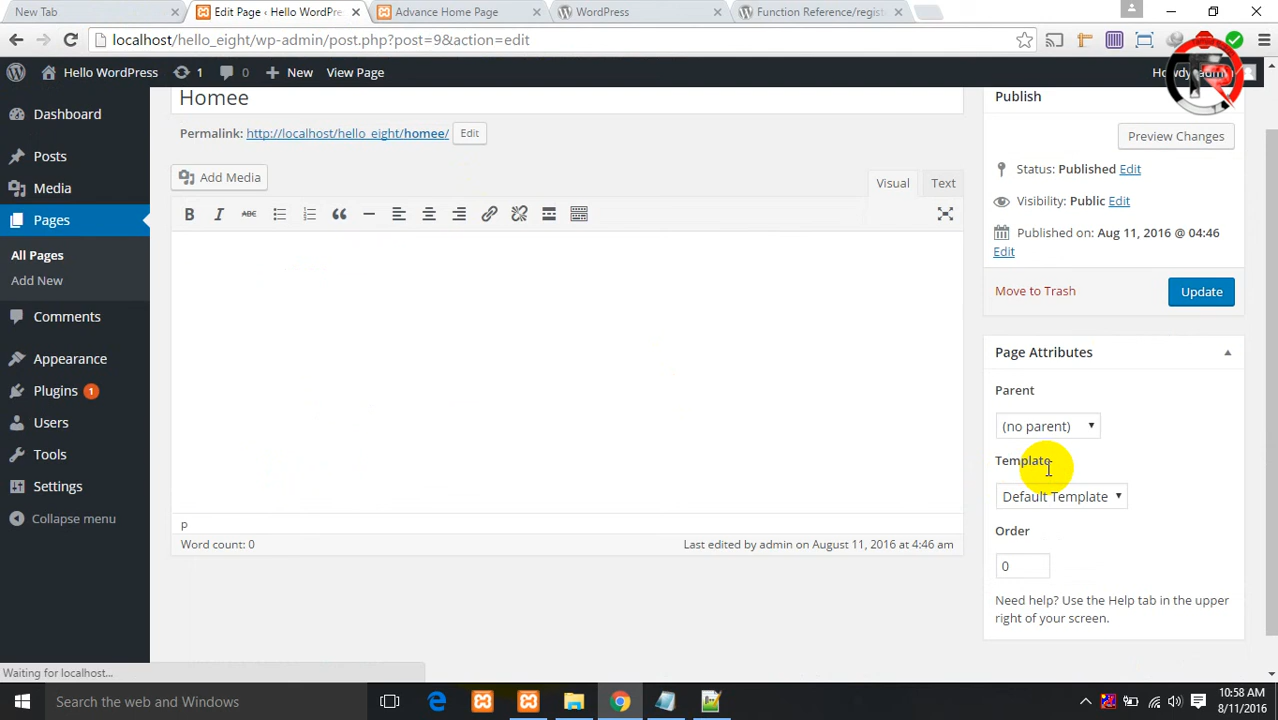 New Tab
Edit Page ‹ Hello WordPre
Advance Home Page
WordPress
Function Reference/regist
localhost/hello_eight/wp-admin/post.php?post=9&action=edit
Hello WordPress
1
0
New
View Page
Dashboard
Posts
Media
Pages
All Pages
Add New
Comments
Appearance
Plugins 1
Users
Tools
Settings
Collapse menu
Homee
Permalink: http://localhost/hello_eight/homee/ Edit
Add Media
Visual
Text
B I ABC
p
Word count: 0
Last edited by admin on August 11, 2016 at 4:46 am
Publish
Preview Changes
Status: Published Edit
Visibility: Public Edit
Published on: Aug 11, 2016 @ 04:46
Edit
Move to Trash
Update
Page Attributes
Parent
(no parent)
Template
Default Template
Order
0
Need help? Use the Help tab in the upper
right of your screen.
Waiting for localhost...
Search the web and Windows
10:58 AM
8/11/2016